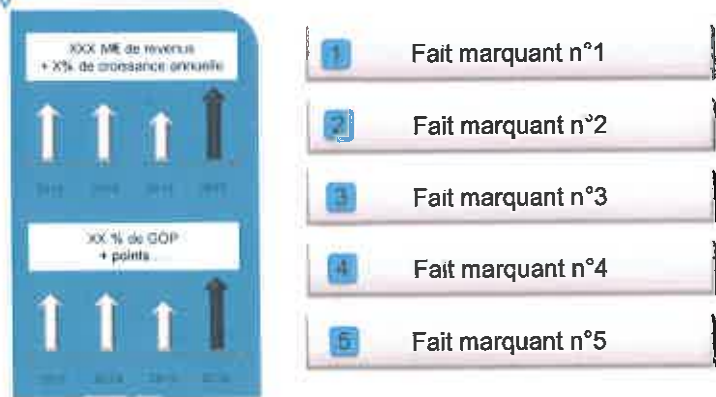 XXX M€ de revenus
+ X% de croissance annuelle
XX % de GOP
+ points ...
1 Fait marquant n°1
2 Fait marquant n°2
3 Fait marquant n°3
4 Fait marquant n°4
5 Fait marquant n°5